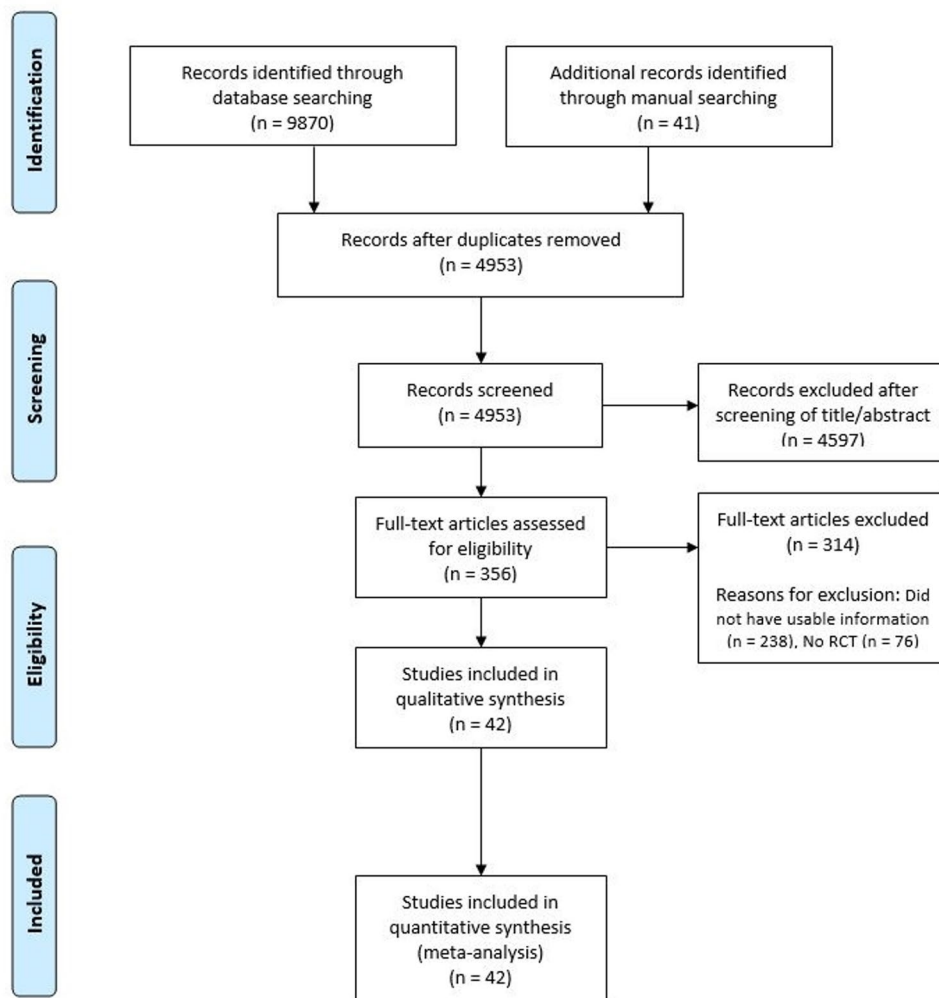 Identification
Records identified through
database searching
(n = 9870)
Additional records identified
through manual searching
(n = 41)
Records after duplicates removed
(n = 4953)
Screening
Records screened
(n = 4953)
Records excluded after
screening of title/abstract
(n = 4597)
Eligibility
Full-text articles assessed
for eligibility
(n = 356)
Full-text articles excluded
(n = 314)
Reasons for exclusion: Did
not have usable information
(n = 238), No RCT (n = 76)
Studies included in
qualitative synthesis
(n = 42)
Included
Studies included in
quantitative synthesis
(meta-analysis)
(n = 42)